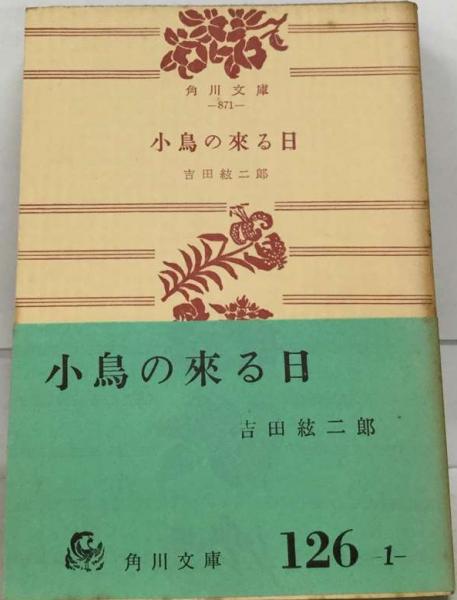 角川文庫
—871—
小鳥の來る日
吉田絃二郎
小鳥の來る日
吉田絃二郎
角川文庫
126 -1-